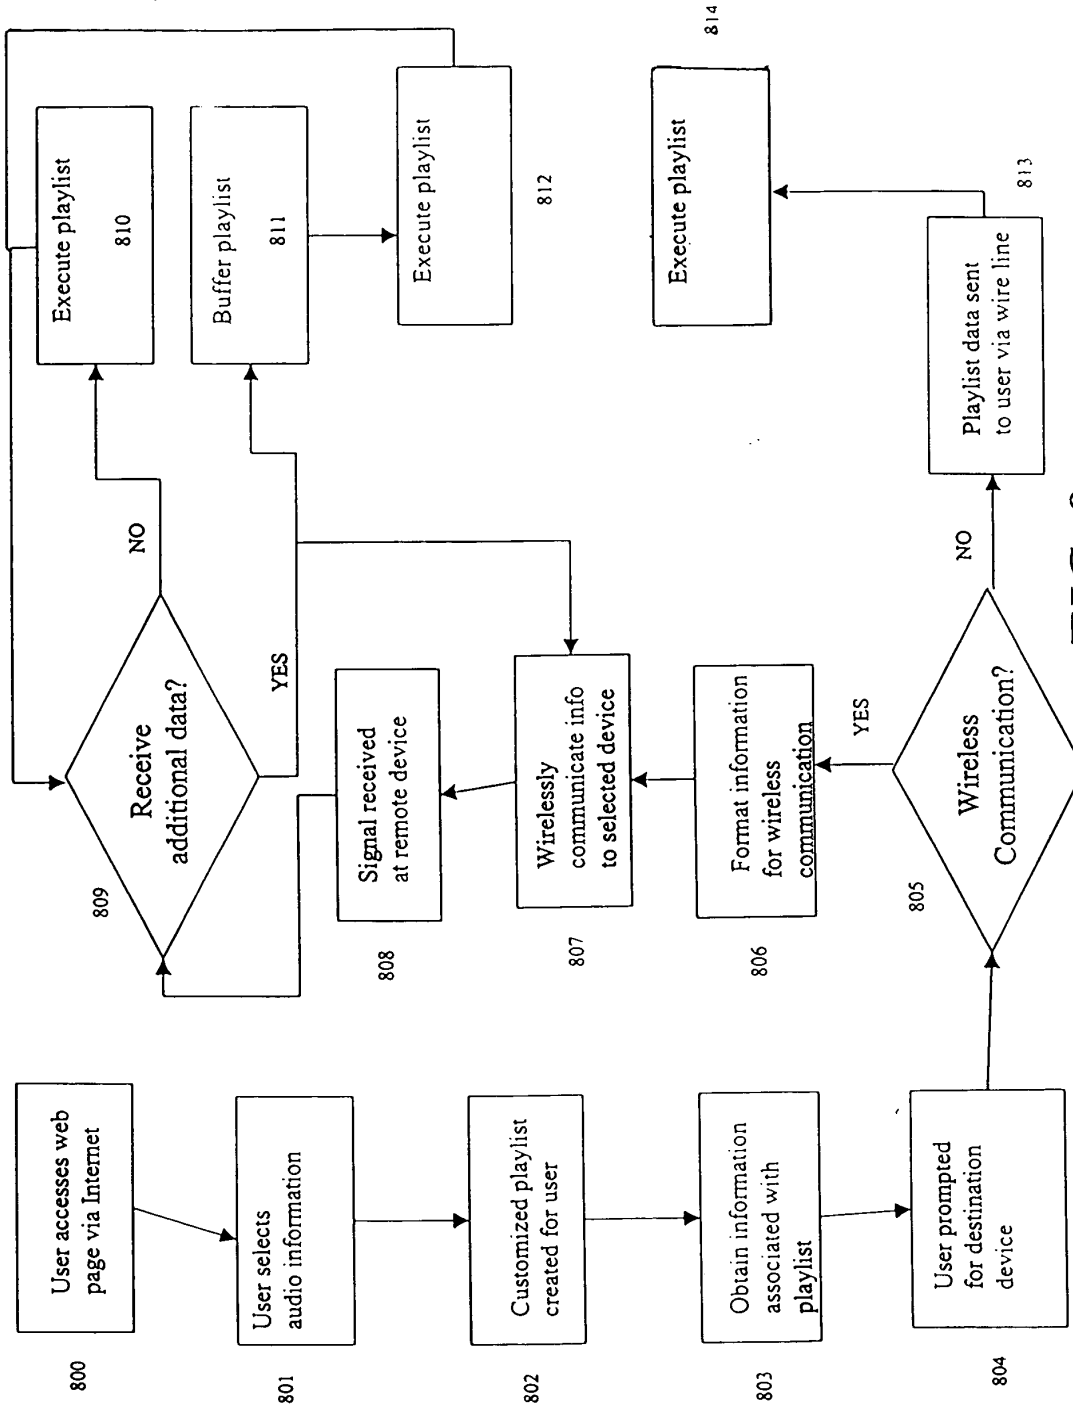 User accesses web
page via Internet
800
User selects
audio information
801
Customized playlist
created for user
802
Obtain information
associated with
playlist
803
User prompted
for destination
device
804
Wireless
Communication?
805
YES
NO
Format information
for wireless
communication
806
Wirelessly
communicate info
to selected device
807
Signal received
at remote device
808
Receive
additional data?
809
NO
YES
Execute playlist
810
Buffer playlist
811
Execute playlist
812
Playlist data sent
to user via wire line
813
Execute playlist
814